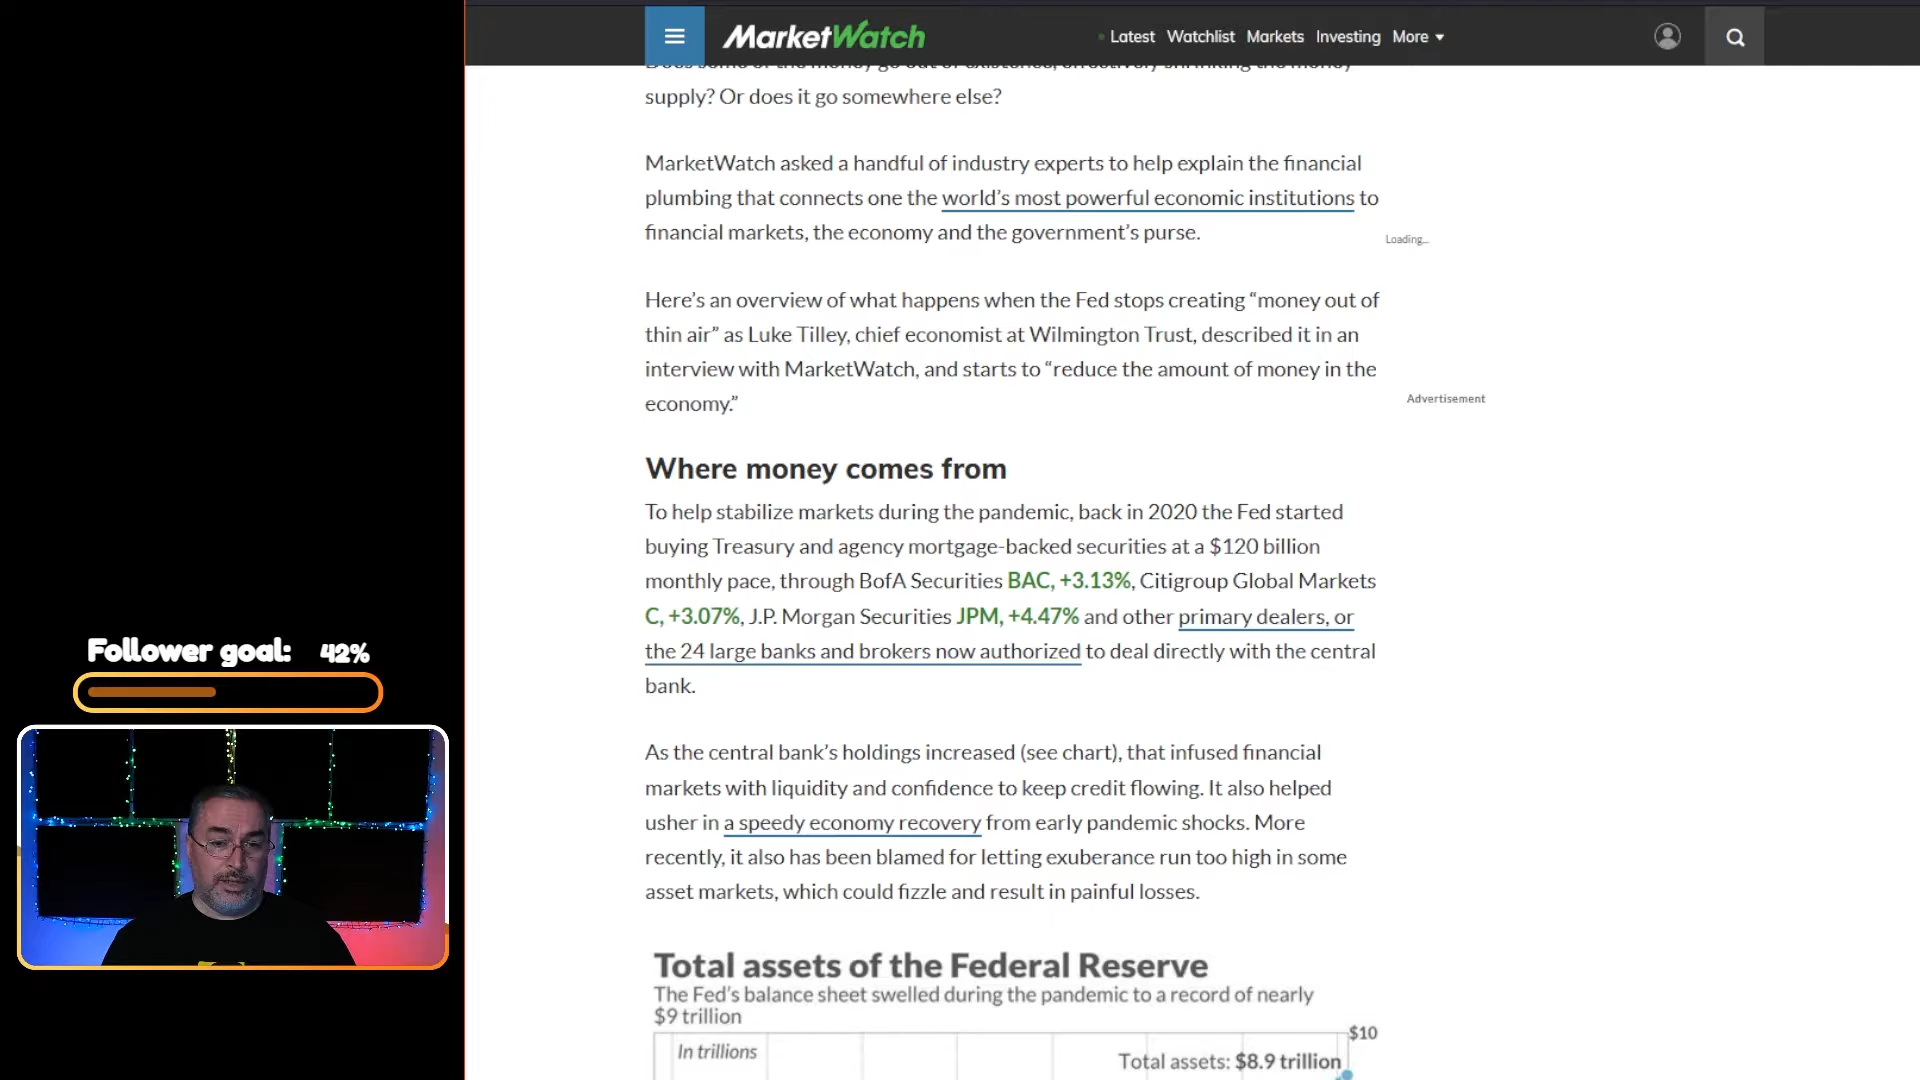 MarketWatch
Latest Watchlist Markets Investing More
supply? Or does it go somewhere else?
MarketWatch asked a handful of industry experts to help explain the financial
plumbing that connects one the world’s most powerful economic institutions to
financial markets, the economy and the government’s purse.
Loading...
Here’s an overview of what happens when the Fed stops creating “money out of
thin air” as Luke Tilley, chief economist at Wilmington Trust, described it in an
interview with MarketWatch, and starts to “reduce the amount of money in the
economy.”
Advertisement
Where money comes from
To help stabilize markets during the pandemic, back in 2020 the Fed started
buying Treasury and agency mortgage-backed securities at a $120 billion
monthly pace, through BofA Securities BAC, +3.13%, Citigroup Global Markets
C, +3.07%, J.P. Morgan Securities JPM, +4.47% and other primary dealers, or
the 24 large banks and brokers now authorized to deal directly with the central
bank.
As the central bank’s holdings increased (see chart), that infused financial
markets with liquidity and confidence to keep credit flowing. It also helped
usher in a speedy economy recovery from early pandemic shocks. More
recently, it also has been blamed for letting exuberance run too high in some
asset markets, which could fizzle and result in painful losses.
Total assets of the Federal Reserve
The Fed’s balance sheet swelled during the pandemic to a record of nearly
$9 trillion
$10
In trillions
Total assets: $8.9 trillion
Follower goal: 42%